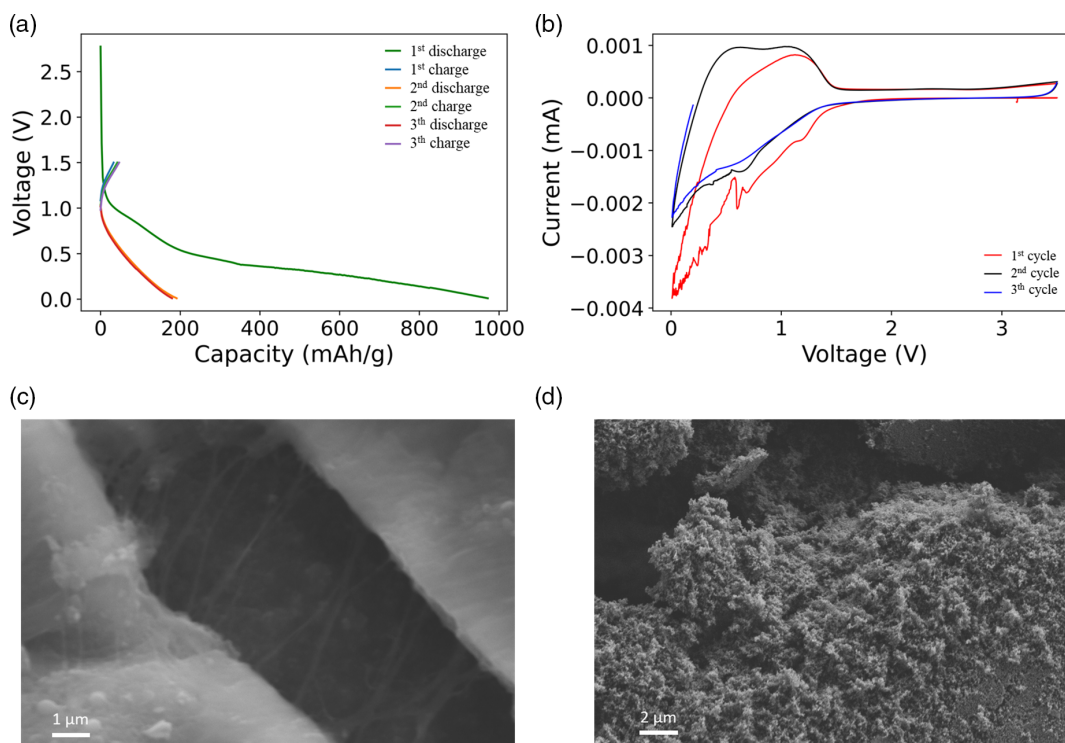 (a)
2.5
2.0
1.5
1.0
0.5
0.0
Voltage (V)
0
200
400
600
800
1000
Capacity (mAh/g)
1st discharge
1st charge
2nd discharge
2nd charge
3th discharge
3th charge
(b)
0.001
0.000
−0.001
−0.002
−0.003
−0.004
Current (mA)
0
1
2
3
Voltage (V)
1st cycle
2nd cycle
3th cycle
(c)
1 μm
(d)
2 μm